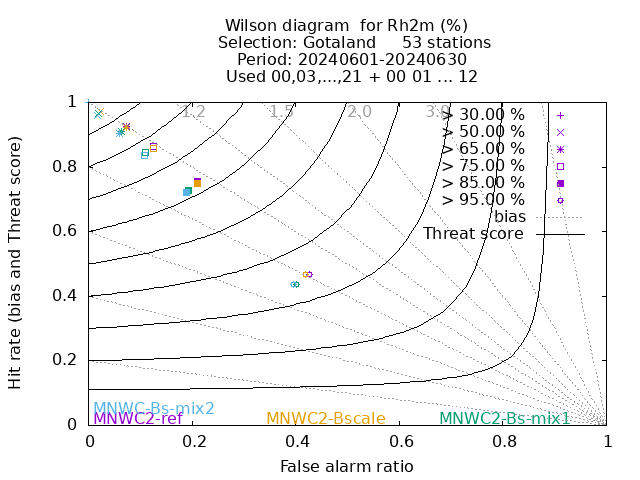 Wilson diagram  for Rh2m (%)
Selection: Gotaland     53 stations
Period: 20240601-20240630
Used 00,03,...,21 + 00 01 ... 12
1.2 1.5 2.0 3.0
> 30.00 %
> 50.00 %
> 65.00 %
> 75.00 %
> 85.00 %
> 95.00 %
bias
Threat score
Hit rate (bias and Threat score)
1
0.8
0.6
0.4
0.2
0
MNWC-Bs-mix2
MNWC2-ref MNWC2-Bscale MNWC2-Bs-mix1
0 0.2 0.4 0.6 0.8 1
False alarm ratio